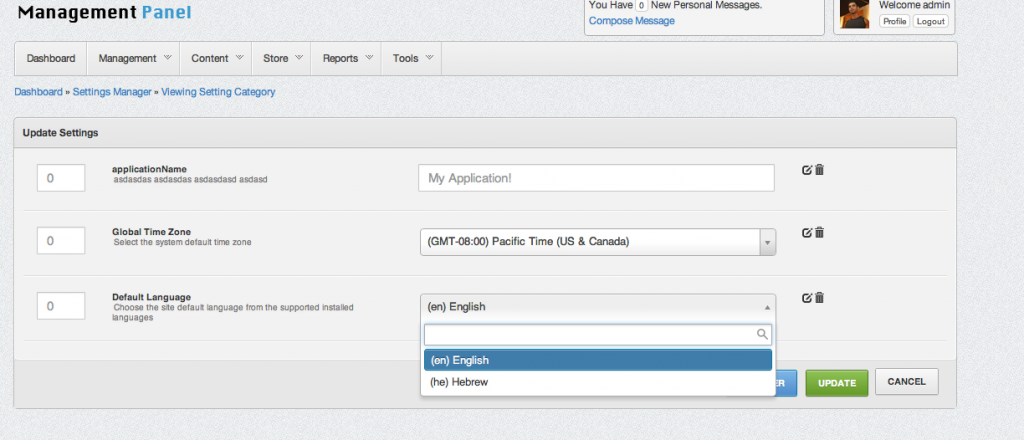 Management Panel
You Have 0 New Personal Messages.
Compose Message
Welcome admin
Profile Logout
Dashboard Management Content Store Reports Tools
Dashboard » Settings Manager » Viewing Setting Category
Update Settings
0
applicationName
asdasdas asdasdas asdasdasd asdasd
My Application!
0
Global Time Zone
Select the system default time zone
(GMT-08:00) Pacific Time (US & Canada)
0
Default Language
Choose the site default language from the supported installed
languages
(en) English
(en) English
(he) Hebrew
UPDATE
CANCEL